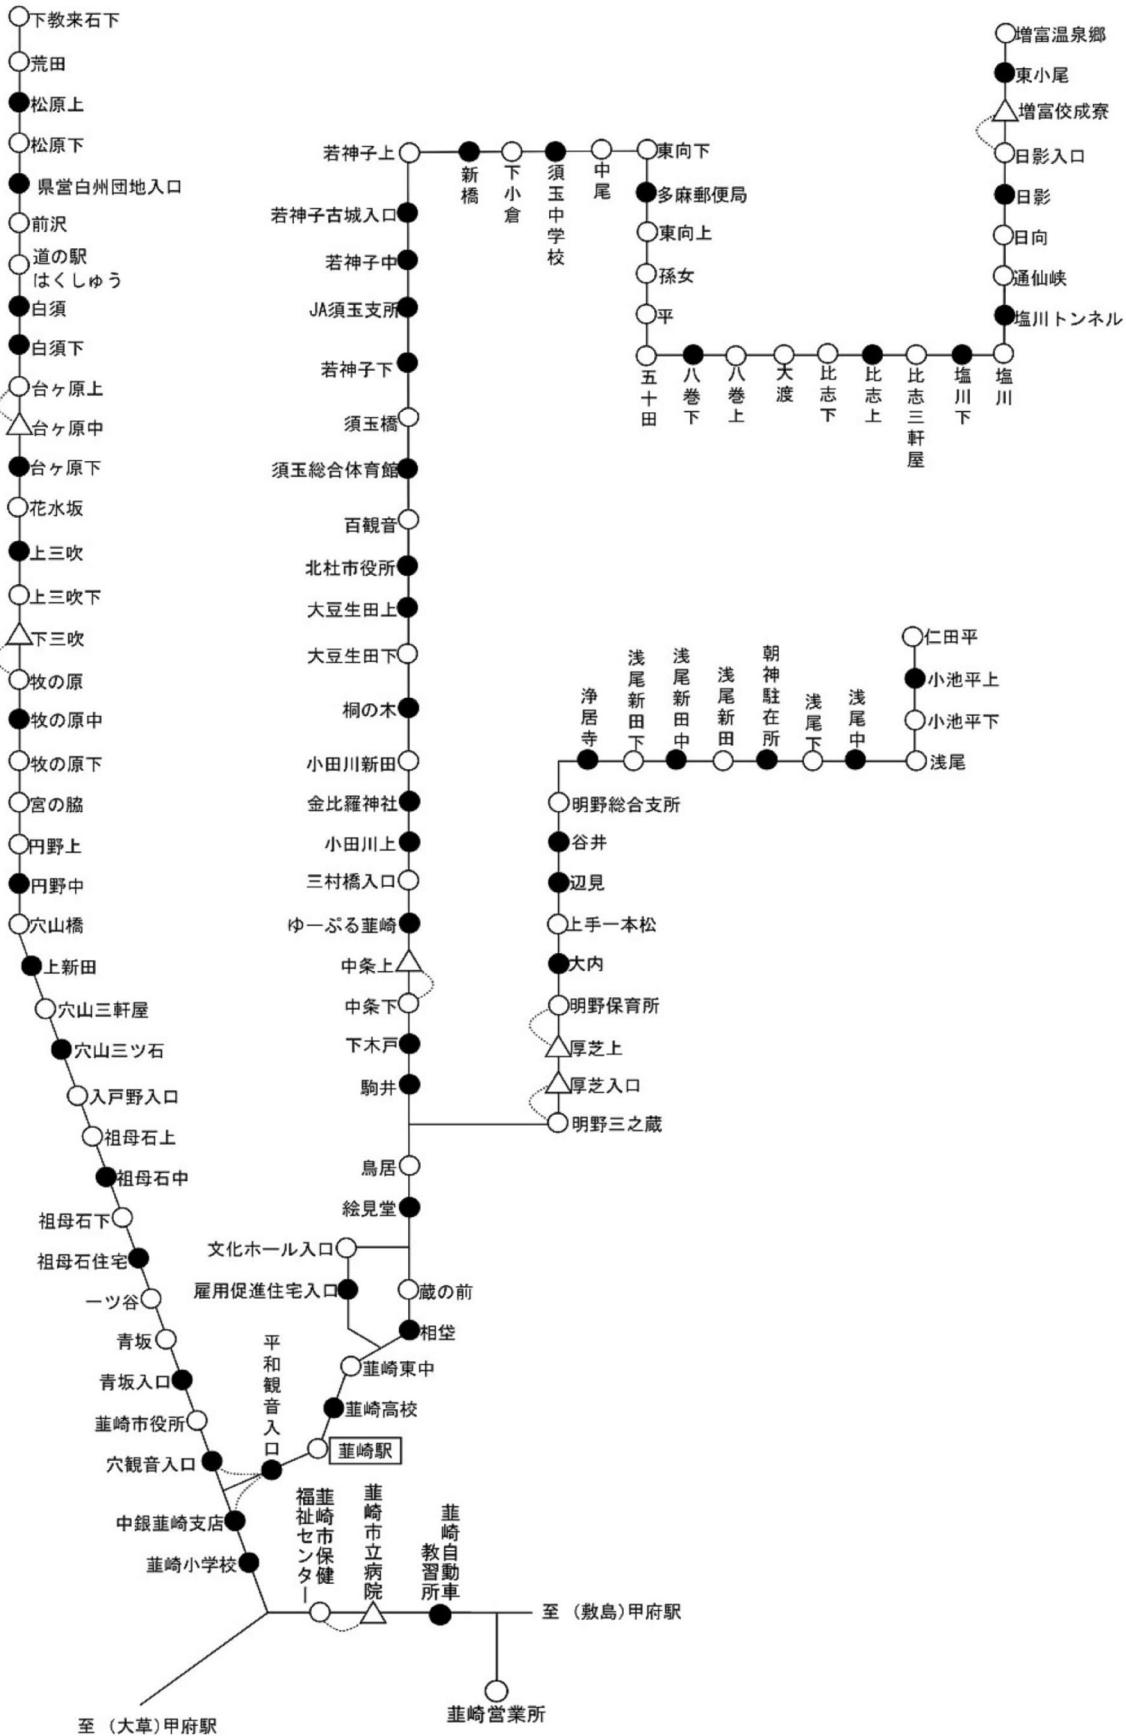 下教来石下
荒田
松原上
松原下
県営白州団地入口
前沢
道の駅
はくしゅう
白須
白須下
台ヶ原上
台ヶ原中
台ヶ原下
花水坂
上三吹
上三吹下
下三吹
牧の原
牧の原中
牧の原下
宮の脇
円野上
円野中
穴山橋
上新田
穴山三軒屋
穴山三ツ石
入戸野入口
祖母石上
祖母石中
祖母石下
祖母石住宅
一ツ谷
青坂
青坂入口
韮崎市役所
穴観音入口
中銀韮崎支店
韮崎小学校
至 (大草)甲府駅
若神子上
若神子古城入口
若神子中
JA須玉支所
若神子下
須玉橋
須玉総合体育館
百観音
北杜市役所
大豆生田上
大豆生田下
桐の木
小田川新田
金比羅神社
小田川上
三村橋入口
ゆーぷる韮崎
中条上
中条下
下木戸
駒井
鳥居
絵見堂
文化ホール入口
雇用促進住宅入口
蔵の前
相垈
韮崎東中
韮崎高校
韮崎駅
平和観音入口
韮崎市保健
福祉センター
韮崎市立病院
韮崎自動車
教習所
至 (敷島)甲府駅
韮崎営業所
新橋
下小倉
須玉中学校
中尾
東向下
多麻郵便局
東向上
孫女
平
五十田
八巻下
八巻上
大渡
比志下
比志上
比志三軒屋
塩川下
塩川
増富温泉郷
東小尾
増富佼成寮
日影入口
日影
日向
通仙峡
塩川トンネル
仁田平
小池平上
小池平下
浅尾
浅尾中
浅尾下
朝神駐在所
浅尾新田
浅尾新田中
浅尾新田下
浄居寺
明野総合支所
谷井
辺見
上手一本松
大内
明野保育所
厚芝上
厚芝入口
明野三之蔵